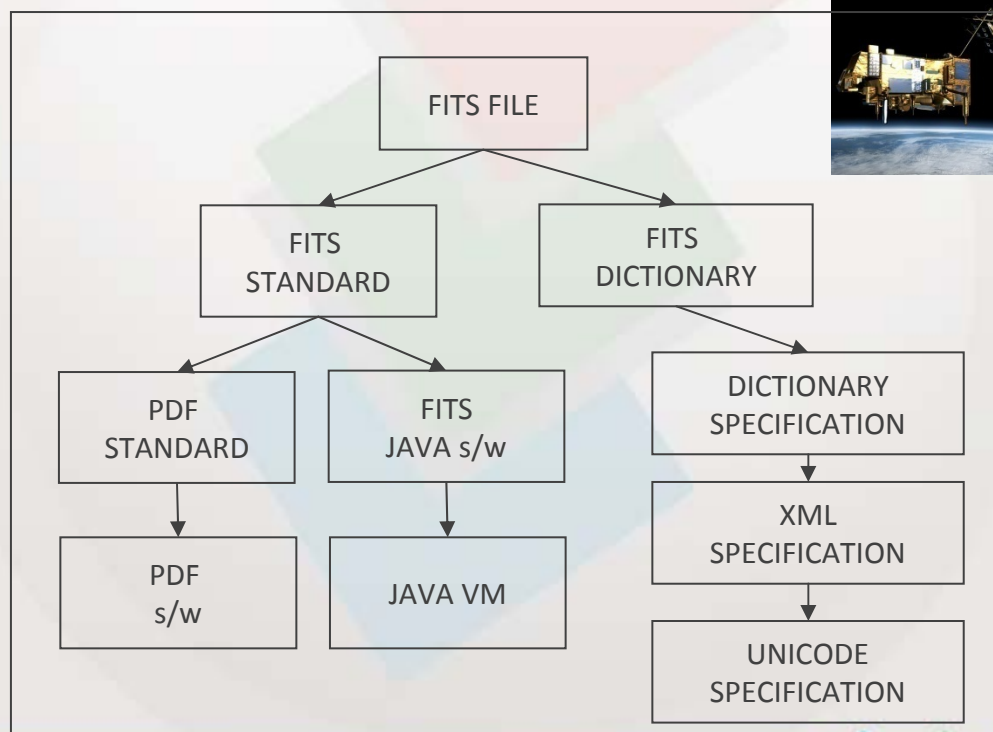 FITS FILE
FITS
STANDARD
FITS
DICTIONARY
PDF
STANDARD
FITS
JAVA s/w
DICTIONARY
SPECIFICATION
PDF
s/w
JAVA VM
XML
SPECIFICATION
UNICODE
SPECIFICATION